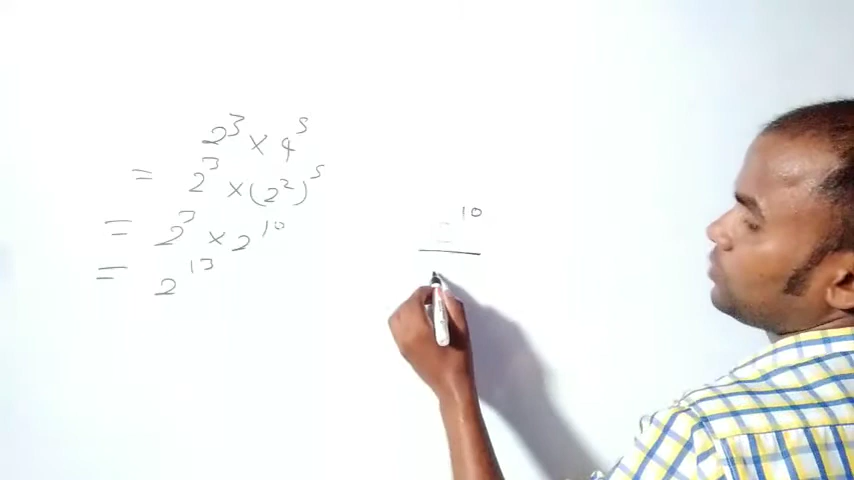 2³ × 4⁵
= 2³ × (2²)⁵
= 2³ × 2¹⁰
= 2¹³
10